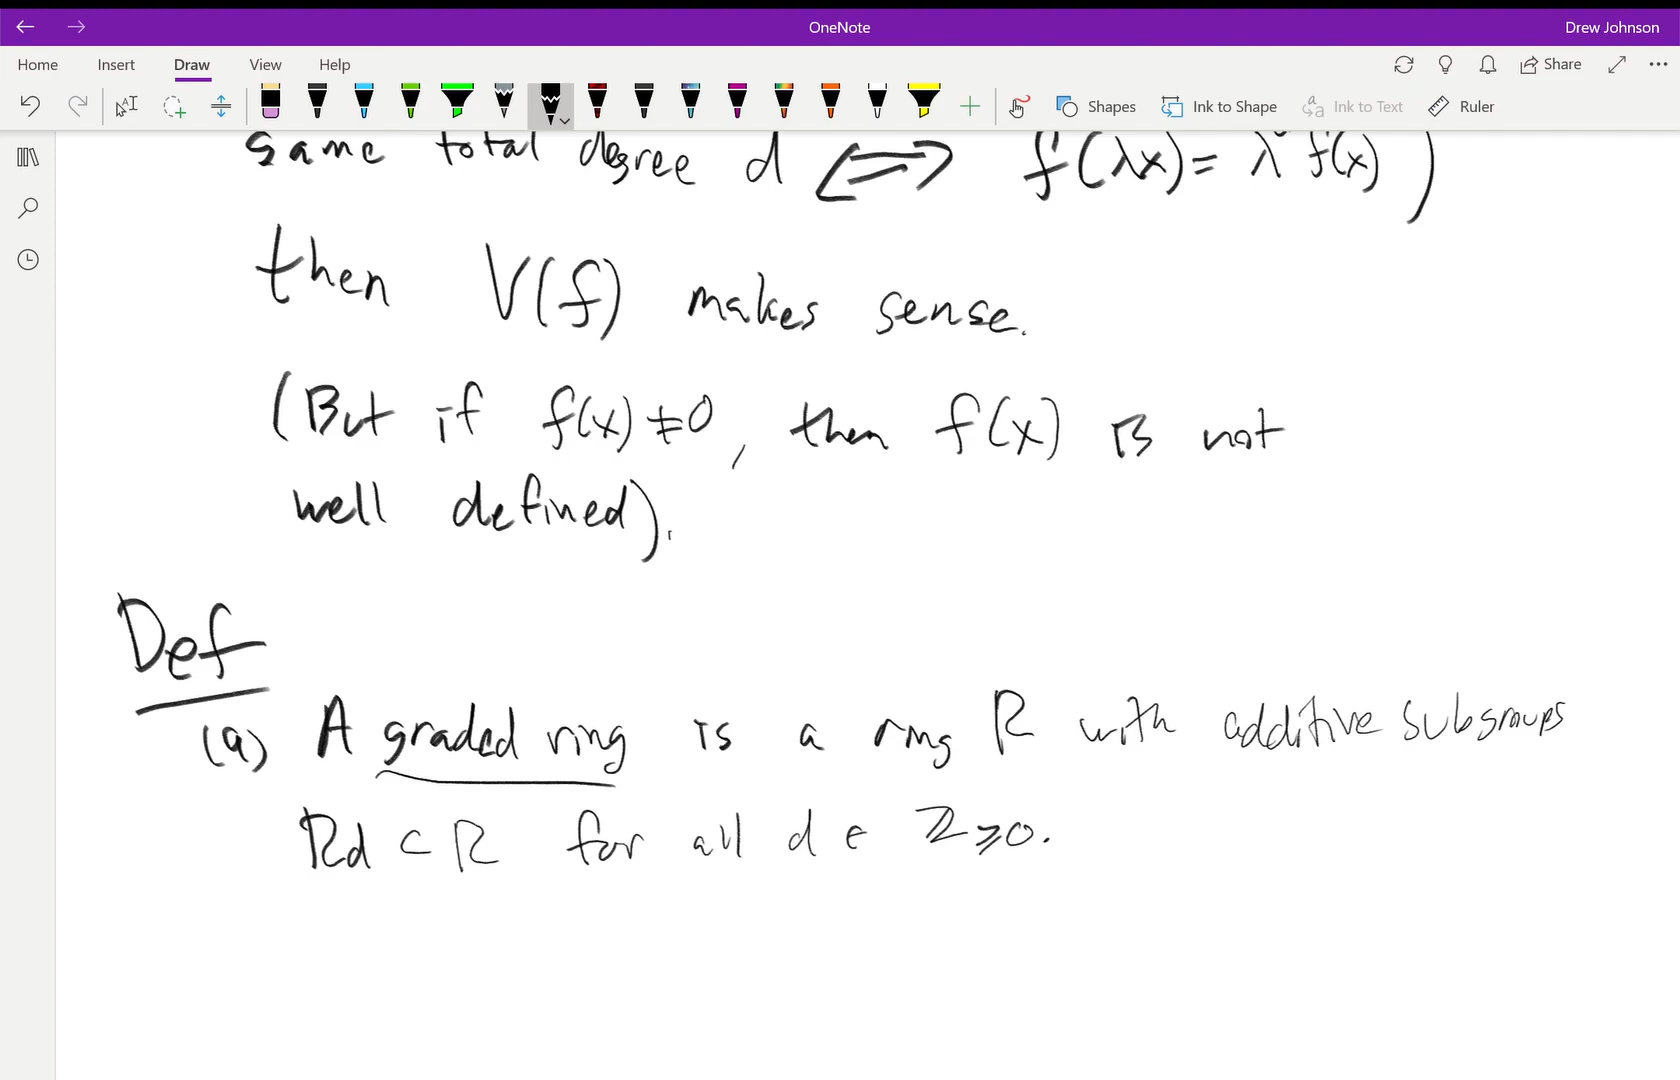 OneNote
Drew Johnson
Home Insert Draw View Help
Share
Shapes Ink to Shape Ink to Text Ruler
same total degree d ⟺ f(λx) = λ f(x) )
then V(f) makes sense.
(But if f(x) ≠ 0, then f(x) is not
well defined).
Def
(a) A graded ring is a ring R with additive subgroups
Rd ⊂ R for all d ∈ ℤ≥0.